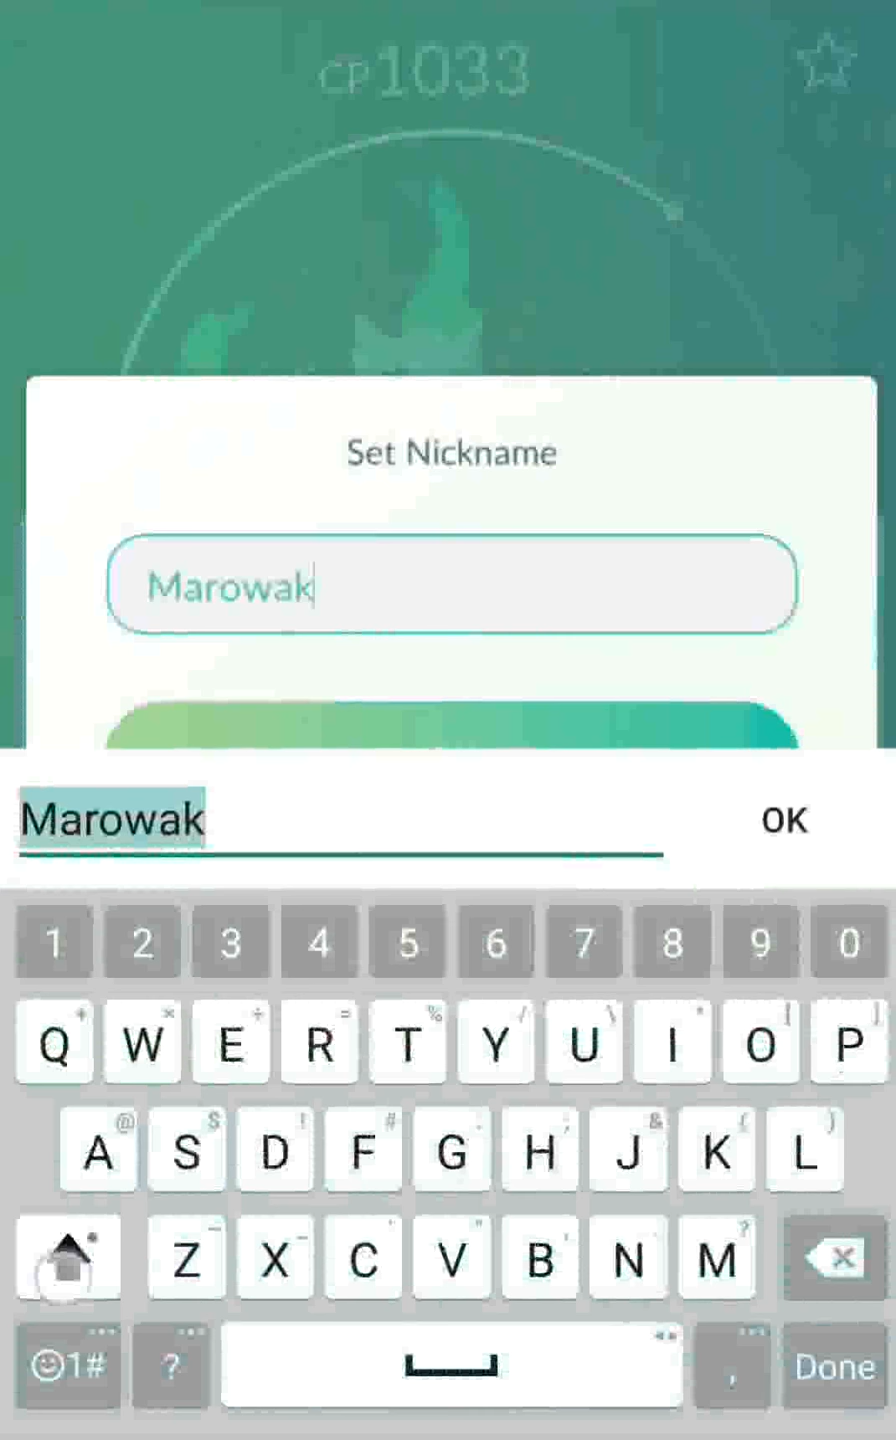 CP1033
Set Nickname
Marowak
Marowak OK
1 2 3 4 5 6 7 8 9 0
+ × ÷ = % / \ * [ ]
Q W E R T Y U I O P
@ $ ! # & ( )
A S D F G H J K L
?
Z X C V B N M
1# ? , Done